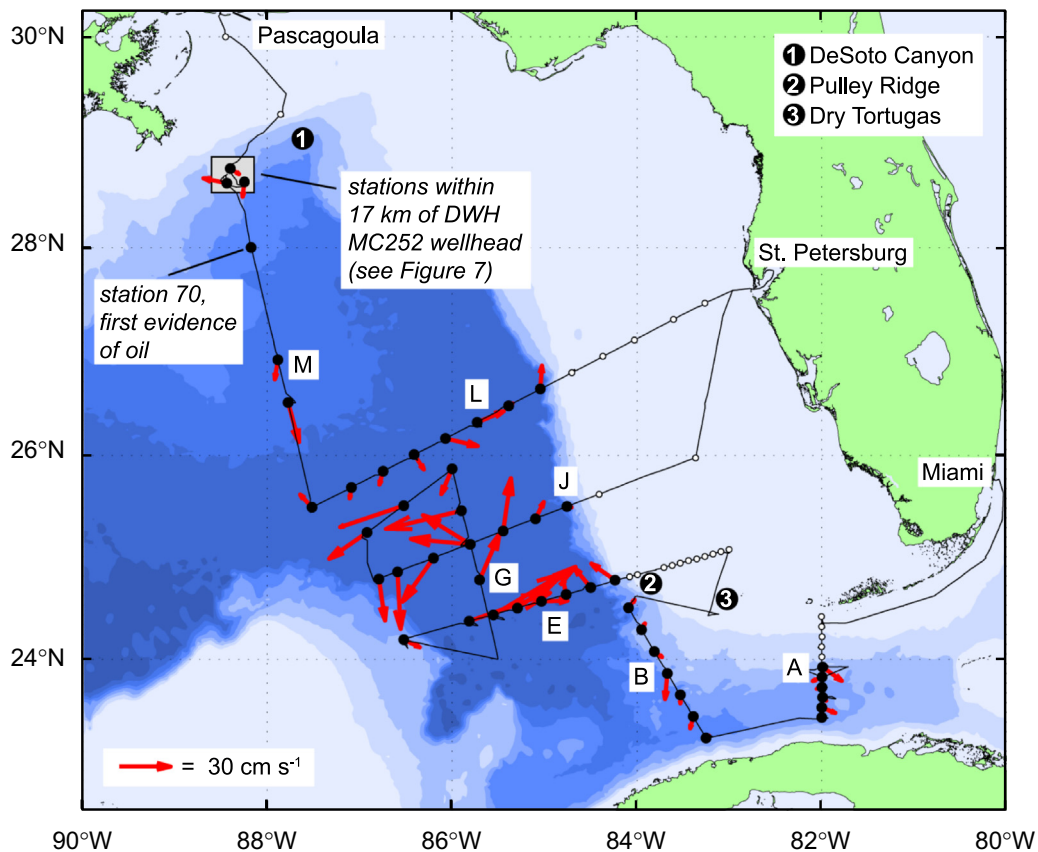 30°N
Pascagoula
1 DeSoto Canyon
2 Pulley Ridge
3 Dry Tortugas
1
stations within
17 km of DWH
MC252 wellhead
(see Figure 7)
28°N
St. Petersburg
station 70,
first evidence
of oil
M
L
26°N
Miami
J
G
2
3
E
24°N
B
A
= 30 cm s⁻¹
90°W
88°W
86°W
84°W
82°W
80°W